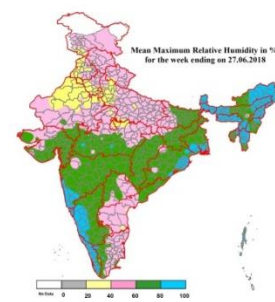 Mean Maximum Relative Humidity in %
for the week ending on 27.06.2018
No Data 0 20 40 60 80 100